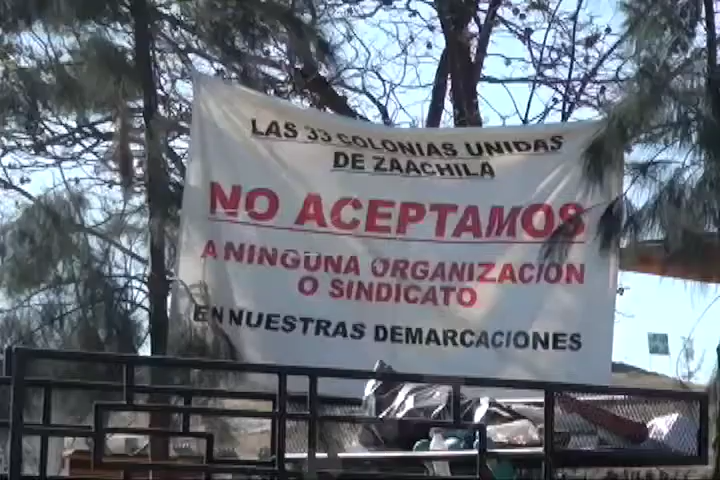 LAS 33 COLONIAS UNIDAS
DE ZAACHILA
NO ACEPTAMOS
A NINGUNA ORGANIZACION
O SINDICATO
EN NUESTRAS DEMARCACIONES